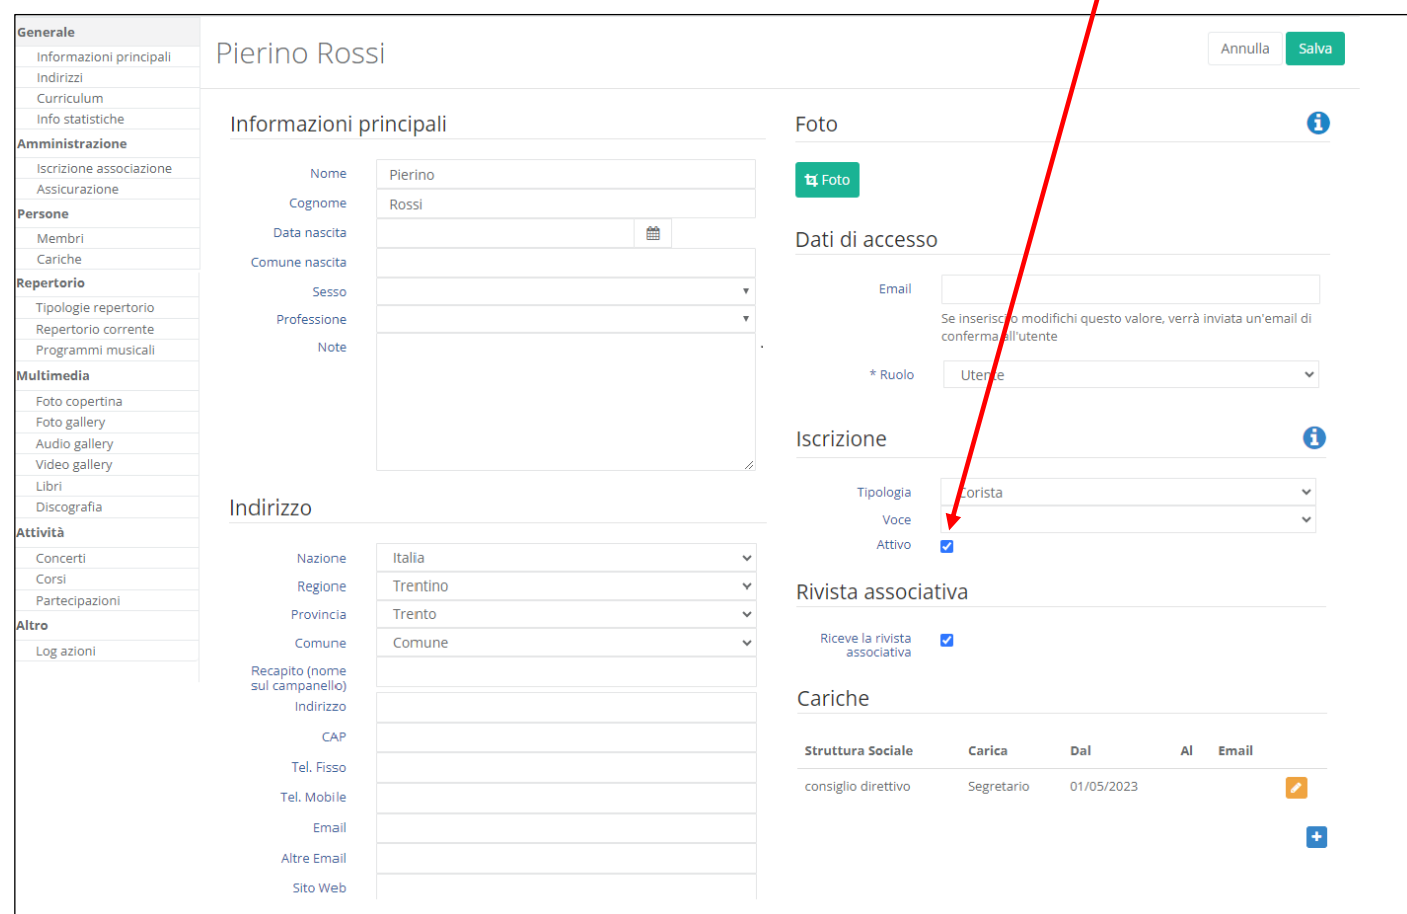 Generale
Informazioni principali
Indirizzi
Curriculum
Info statistiche
Amministrazione
Iscrizione associazione
Assicurazione
Persone
Membri
Cariche
Repertorio
Tipologie repertorio
Repertorio corrente
Programmi musicali
Multimedia
Foto copertina
Foto gallery
Audio gallery
Video gallery
Libri
Discografia
Attività
Concerti
Corsi
Partecipazioni
Altro
Log azioni
Pierino Rossi
Annulla
Salva
Informazioni principali
Nome Pierino
Cognome Rossi
Data nascita
Comune nascita
Sesso
Professione
Note
Indirizzo
Nazione Italia
Regione Trentino
Provincia Trento
Comune Comune
Recapito (nome
sul campanello)
Indirizzo
CAP
Tel. Fisso
Tel. Mobile
Email
Altre Email
Sito Web
Foto
Foto
Dati di accesso
Email
Se inserisci o modifichi questo valore, verrà inviata un'email di
conferma all'utente
* Ruolo Utente
Iscrizione
Tipologia Corista
Voce
Attivo
Rivista associativa
Riceve la rivista
associativa
Cariche
Struttura Sociale Carica Dal Al Email
consiglio direttivo Segretario 01/05/2023